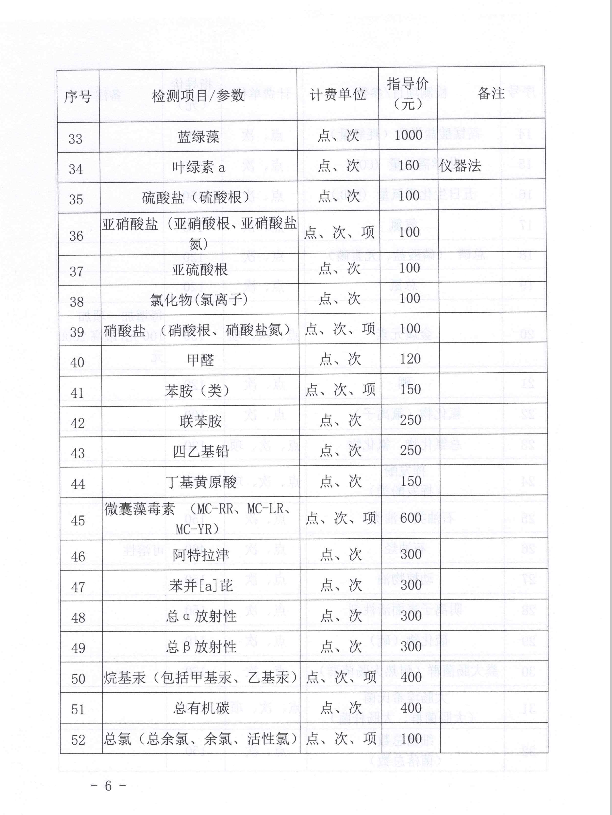 序号 检测项目/参数 计费单位 指导价（元） 备注
33 蓝绿藻 点、次 1000
34 叶绿素a 点、次 160 仪器法
35 硫酸盐（硫酸根） 点、次 100
36 亚硝酸盐（亚硝酸根、亚硝酸盐氮） 点、次、项 100
37 亚硫酸根 点、次 100
38 氯化物(氯离子) 点、次 100
39 硝酸盐 （硝酸根、硝酸盐氮） 点、次、项 100
40 甲醛 点、次 120
41 苯胺（类） 点、次、项 150
42 联苯胺 点、次 250
43 四乙基铅 点、次 250
44 丁基黄原酸 点、次 150
45 微囊藻毒素 （MC-RR、MC-LR、MC-YR） 点、次、项 600
46 阿特拉津 点、次 300
47 苯并[a]芘 点、次 300
48 总α放射性 点、次 300
49 总β放射性 点、次 300
50 烷基汞（包括甲基汞、乙基汞） 点、次、项 400
51 总有机碳 点、次 400
52 总氯（总余氯、余氯、活性氯） 点、次、项 100
- 6 -